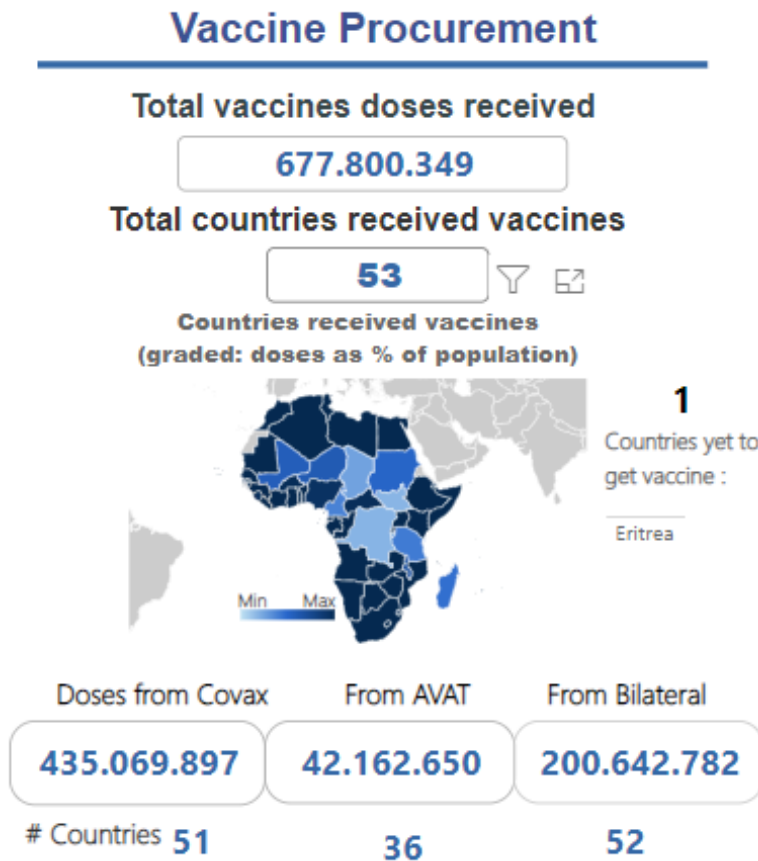 Vaccine Procurement
Total vaccines doses received
677.800.349
Total countries received vaccines
53
Countries received vaccines
(graded: doses as % of population)
1
Countries yet to
get vaccine :
Eritrea
Min Max
Doses from Covax From AVAT From Bilateral
435.069.897 42.162.650 200.642.782
# Countries 51 36 52